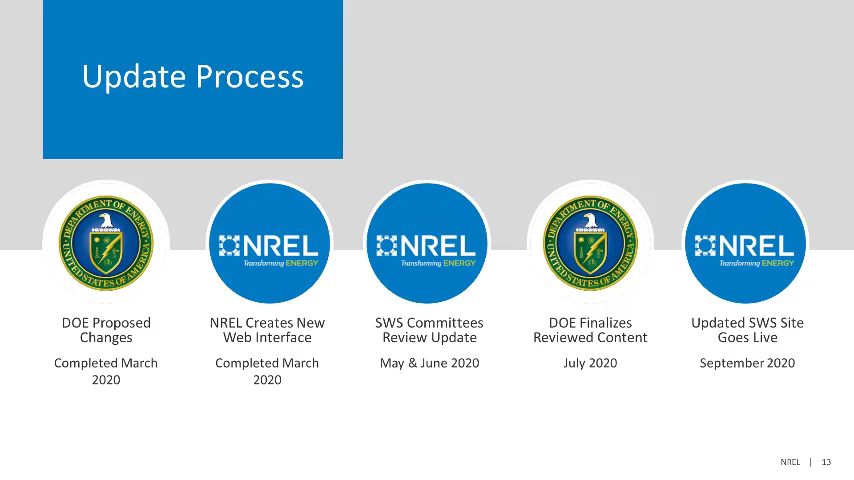 Update Process
DEPARTMENT OF ENERGY
UNITED STATES OF AMERICA
NREL
Transforming ENERGY
NREL
Transforming ENERGY
DEPARTMENT OF ENERGY
UNITED STATES OF AMERICA
NREL
Transforming ENERGY
DOE Proposed
Changes
Completed March
2020
NREL Creates New
Web Interface
Completed March
2020
SWS Committees
Review Update
May & June 2020
DOE Finalizes
Reviewed Content
July 2020
Updated SWS Site
Goes Live
September 2020
NREL | 13